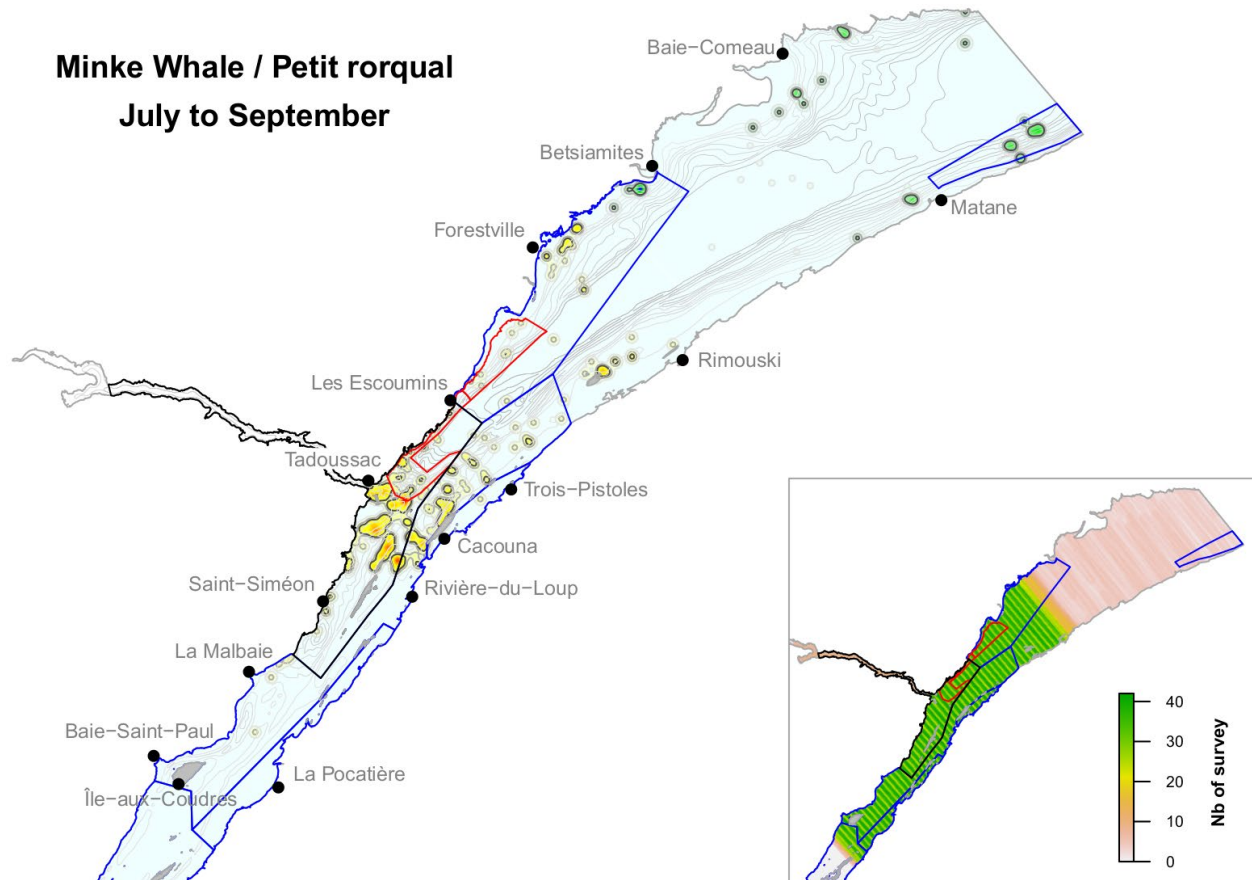 Minke Whale / Petit rorqual
July to September
Baie−Comeau
Betsiamites
Matane
Forestville
Rimouski
Les Escoumins
Tadoussac
Trois−Pistoles
Cacouna
Saint−Siméon
Rivière−du−Loup
La Malbaie
Baie−Saint−Paul
La Pocatière
Île−aux−Coudres
40
30
20
10
0
Nb of survey